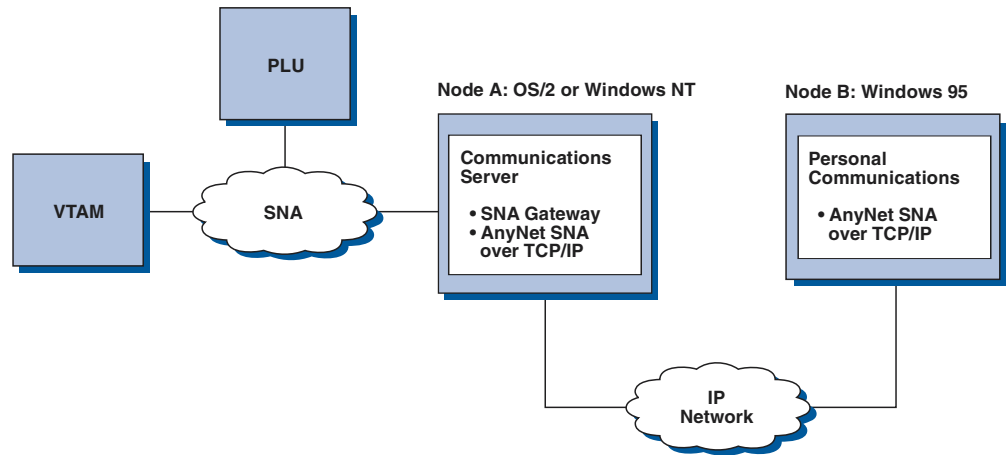 PLU
Node A: OS/2 or Windows NT
Node B: Windows 95
VTAM
SNA
Communications
Server
• SNA Gateway
• AnyNet SNA
over TCP/IP
Personal
Communications
• AnyNet SNA
over TCP/IP
IP
Network